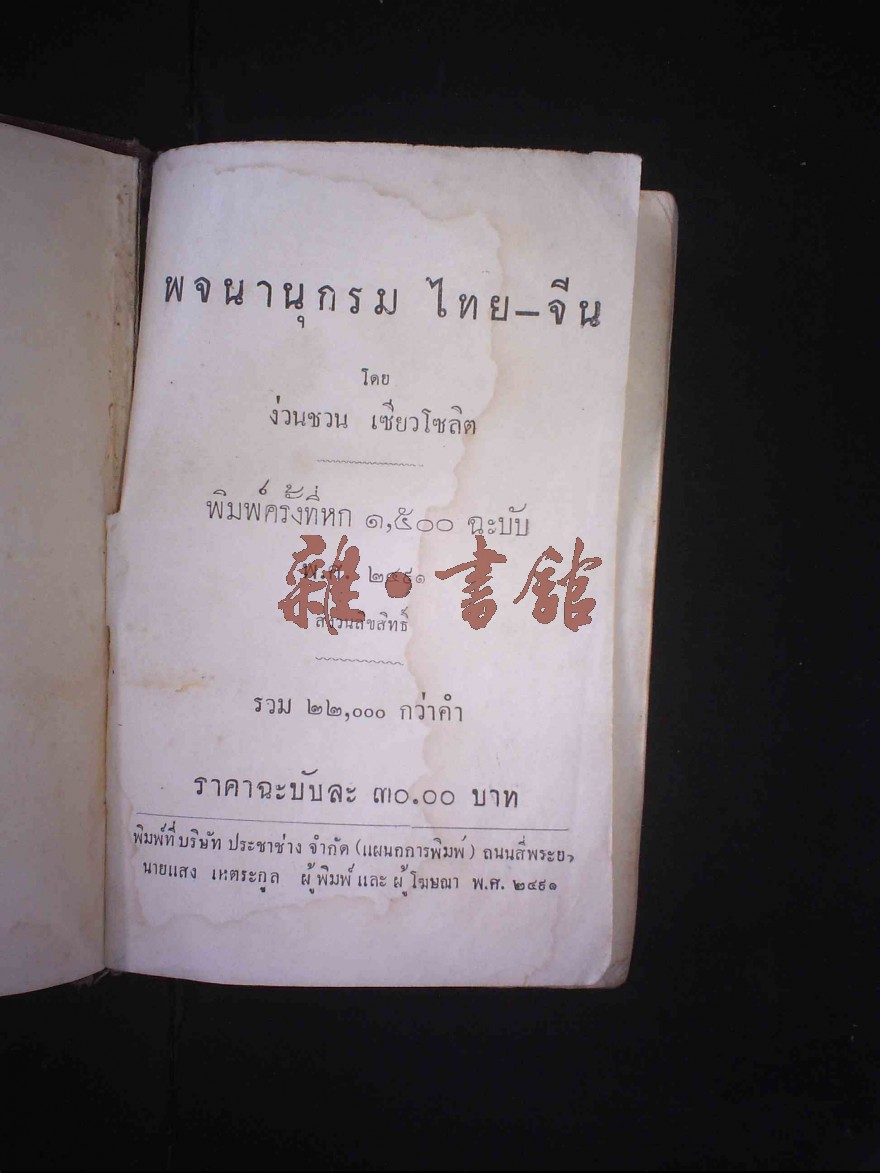 พจนานุกรม ไทย–จีน
โดย
ง่วนชวน เซียวโซลิต
พิมพ์ครั้งที่หก ๑,๕๐๐ ฉะบับ
พ.ศ. ๒๔๙๑
雜·書館
สงวนลิขสิทธิ์
รวม ๒๒,๐๐๐ กว่าคำ
ราคาฉะบับละ ๓๐.๐๐ บาท
พิมพ์ที่ บริษัท ประชาช่าง จำกัด (แผนกการพิมพ์) ถนนสี่พระยา
นายแสง เหตระกูล ผู้พิมพ์ และ ผู้โฆษณา พ.ศ. ๒๔๙๑